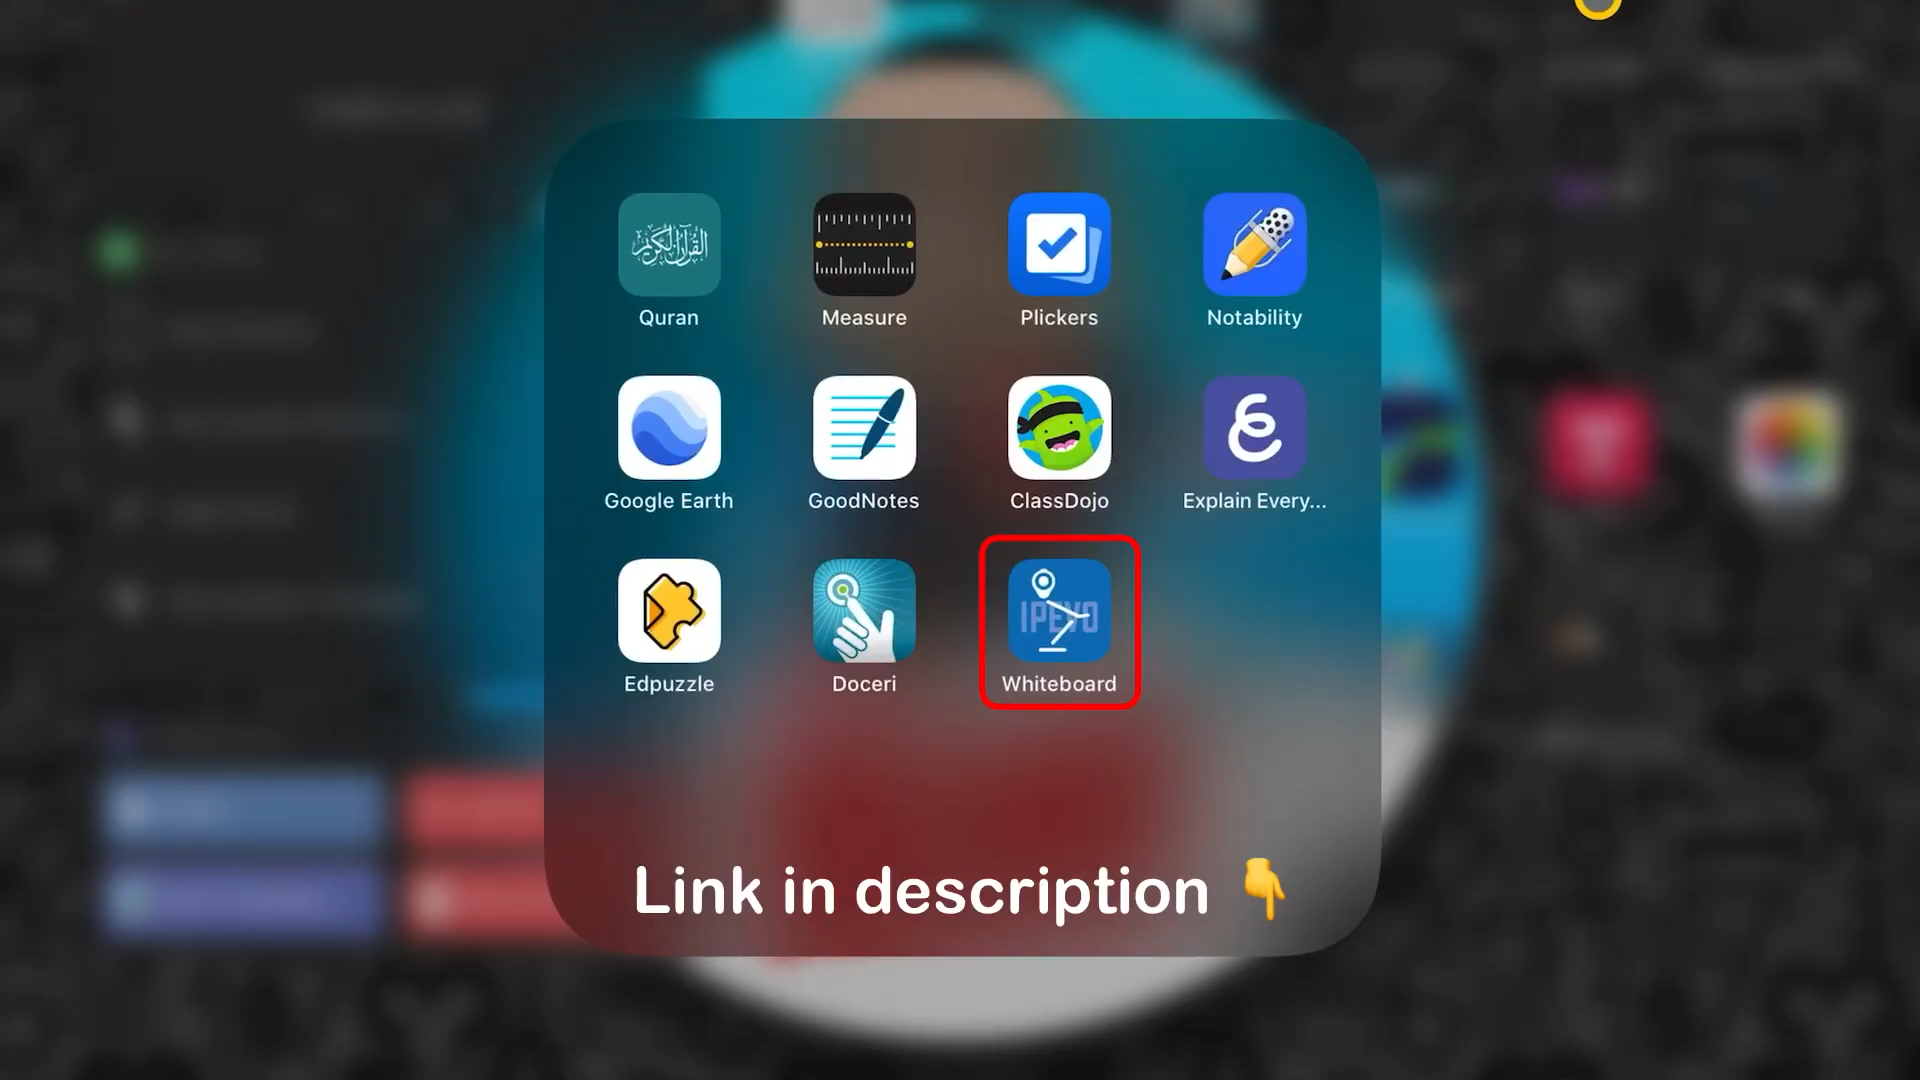 القرآن الكريم
Quran
Measure
Plickers
Notability
Google Earth
GoodNotes
ClassDojo
Explain Every...
IPEVO
Edpuzzle
Doceri
Whiteboard
Link in description 👇